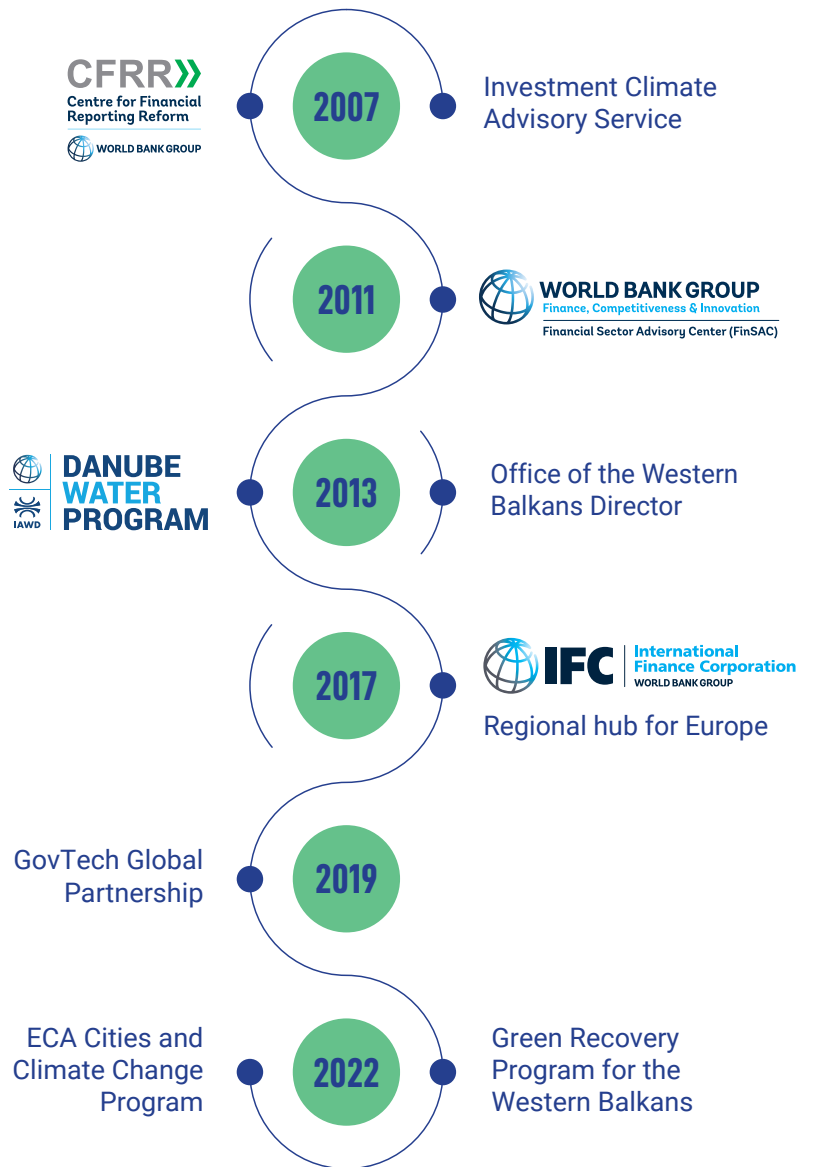 CFRR
Centre for Financial
Reporting Reform
WORLD BANK GROUP
2007
Investment Climate
Advisory Service
2011
WORLD BANK GROUP
Finance, Competitiveness & Innovation
Financial Sector Advisory Center (FinSAC)
IAWD
DANUBE
WATER
PROGRAM
2013
Office of the Western
Balkans Director
2017
IFC
International
Finance Corporation
WORLD BANK GROUP
Regional hub for Europe
GovTech Global
Partnership
2019
ECA Cities and
Climate Change
Program
2022
Green Recovery
Program for the
Western Balkans